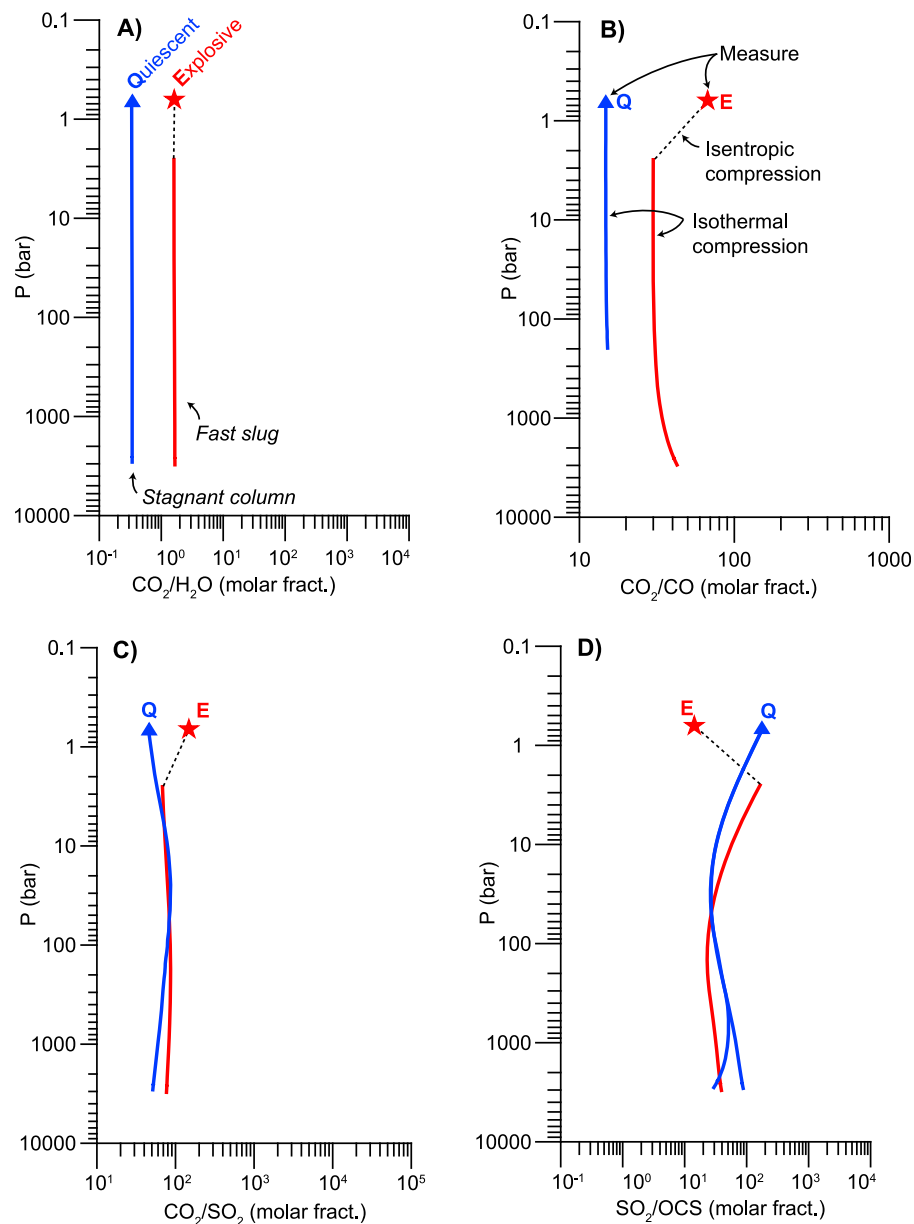 A)
Quiescent
Explosive
0.1
1
10
100
1000
10000
P (bar)
Fast slug
Stagnant column
10⁻¹ 10⁰ 10¹ 10² 10³ 10⁴
CO₂/H₂O (molar fract.)
B)
Measure
Q
E
Isentropic
compression
Isothermal
compression
0.1
1
10
100
1000
10000
P (bar)
10 100 1000
CO₂/CO (molar fract.)
C)
Q
E
0.1
1
10
100
1000
10000
P (bar)
10¹ 10² 10³ 10⁴ 10⁵
CO₂/SO₂ (molar fract.)
D)
E
Q
0.1
1
10
100
1000
10000
P (bar)
10⁻¹ 10⁰ 10¹ 10² 10³ 10⁴
SO₂/OCS (molar fract.)